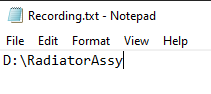 Recording.txt - Notepad
File Edit Format View Help
D:\RadiatorAssy